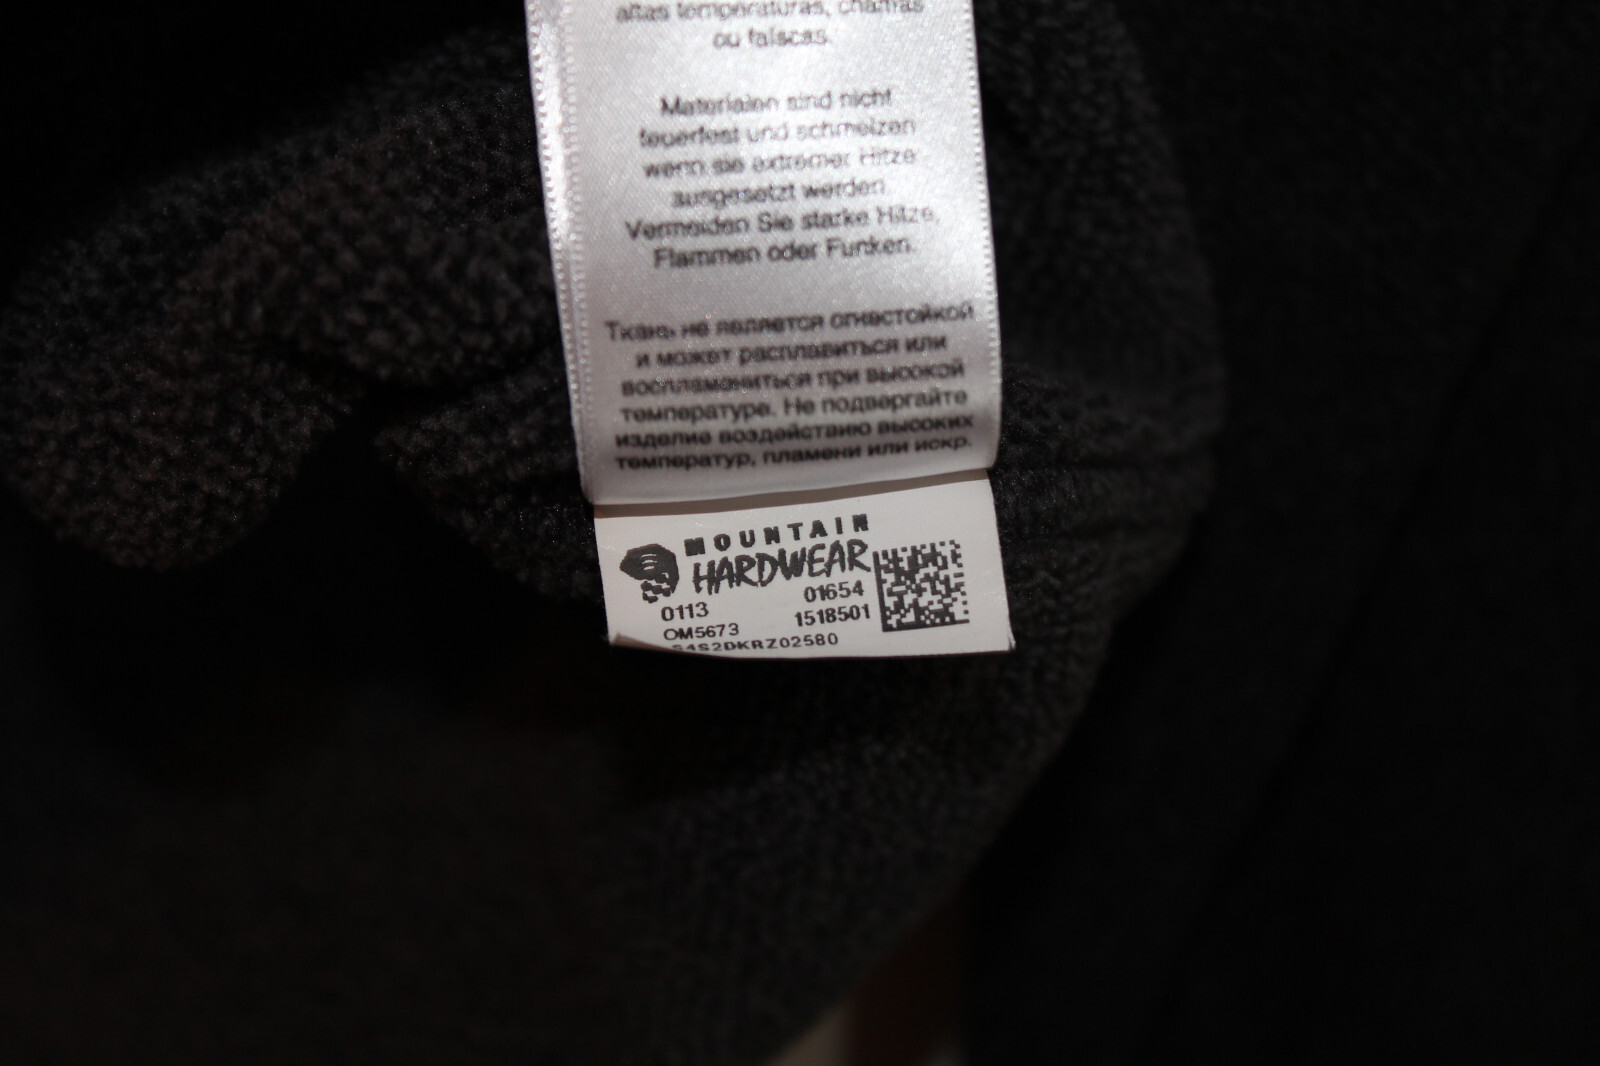 altas temperaturas, chamas
ou faíscas.
Materialen sind nicht
feuerfest und schmelzen
wenn sie extremer Hitze
ausgesetzt werden.
Vermeiden Sie starke Hitze,
Flammen oder Funken.
Ткань не является огнестойкой
и может расплавиться или
воспламениться при высокой
температуре. Не подвергайте
изделие воздействию высоких
температур, пламени или искр.
MOUNTAIN
HARDWEAR
0113 01654
OM5673 1518501
S4S2DKRZ02580